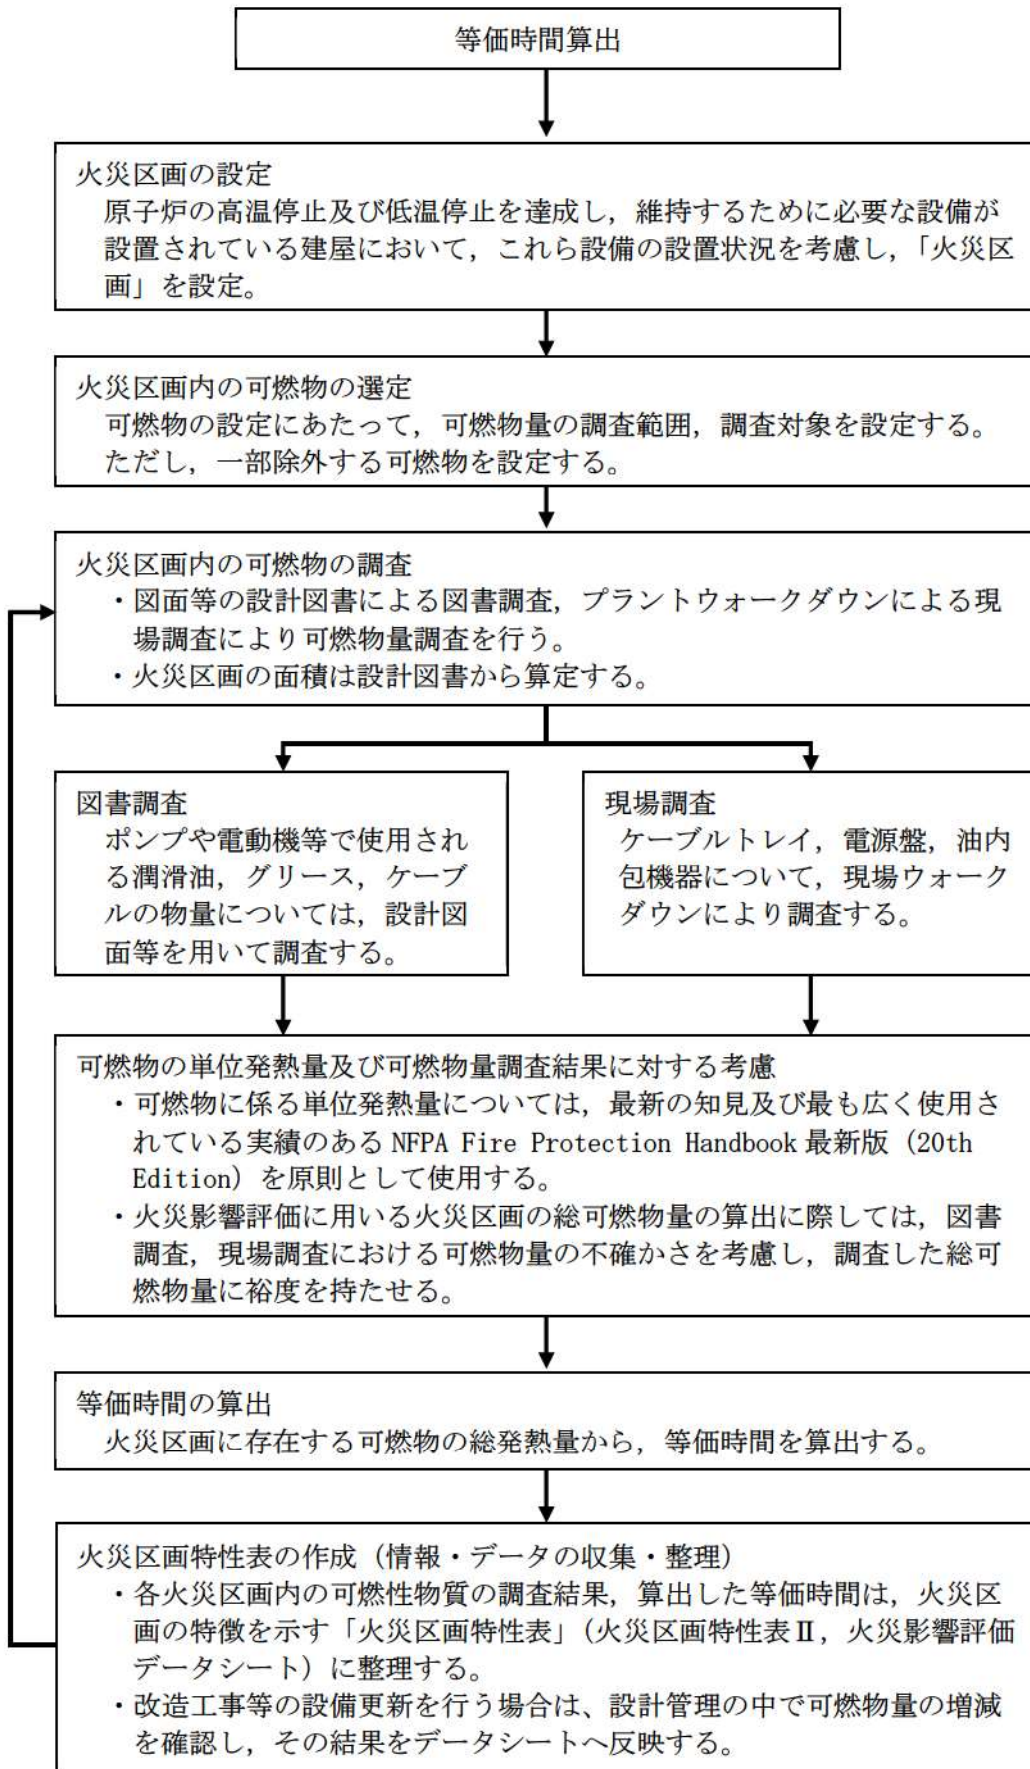 等価時間算出
火災区画の設定
原子炉の高温停止及び低温停止を達成し，維持するために必要な設備が
設置されている建屋において，これら設備の設置状況を考慮し，「火災区
画」を設定。
火災区画内の可燃物の選定
可燃物の設定にあたって，可燃物量の調査範囲，調査対象を設定する。
ただし，一部除外する可燃物を設定する。
火災区画内の可燃物の調査
・図面等の設計図書による図書調査，プラントウォークダウンによる現
場調査により可燃物量調査を行う。
・火災区画の面積は設計図書から算定する。
図書調査
ポンプや電動機等で使用され
る潤滑油，グリース，ケーブ
ルの物量については，設計図
面等を用いて調査する。
現場調査
ケーブルトレイ，電源盤，油内
包機器について，現場ウォーク
ダウンにより調査する。
可燃物の単位発熱量及び可燃物量調査結果に対する考慮
・可燃物に係る単位発熱量については，最新の知見及び最も広く使用さ
れている実績のある NFPA Fire Protection Handbook 最新版（20th
Edition）を原則として使用する。
・火災影響評価に用いる火災区画の総可燃物量の算出に際しては，図書
調査，現場調査における可燃物量の不確かさを考慮し，調査した総可
燃物量に裕度を持たせる。
等価時間の算出
火災区画に存在する可燃物の総発熱量から，等価時間を算出する。
火災区画特性表の作成（情報・データの収集・整理）
・各火災区画内の可燃性物質の調査結果，算出した等価時間は，火災区
画の特徴を示す「火災区画特性表」（火災区画特性表Ⅱ，火災影響評価
データシート）に整理する。
・改造工事等の設備更新を行う場合は、設計管理の中で可燃物量の増減
を確認し，その結果をデータシートへ反映する。